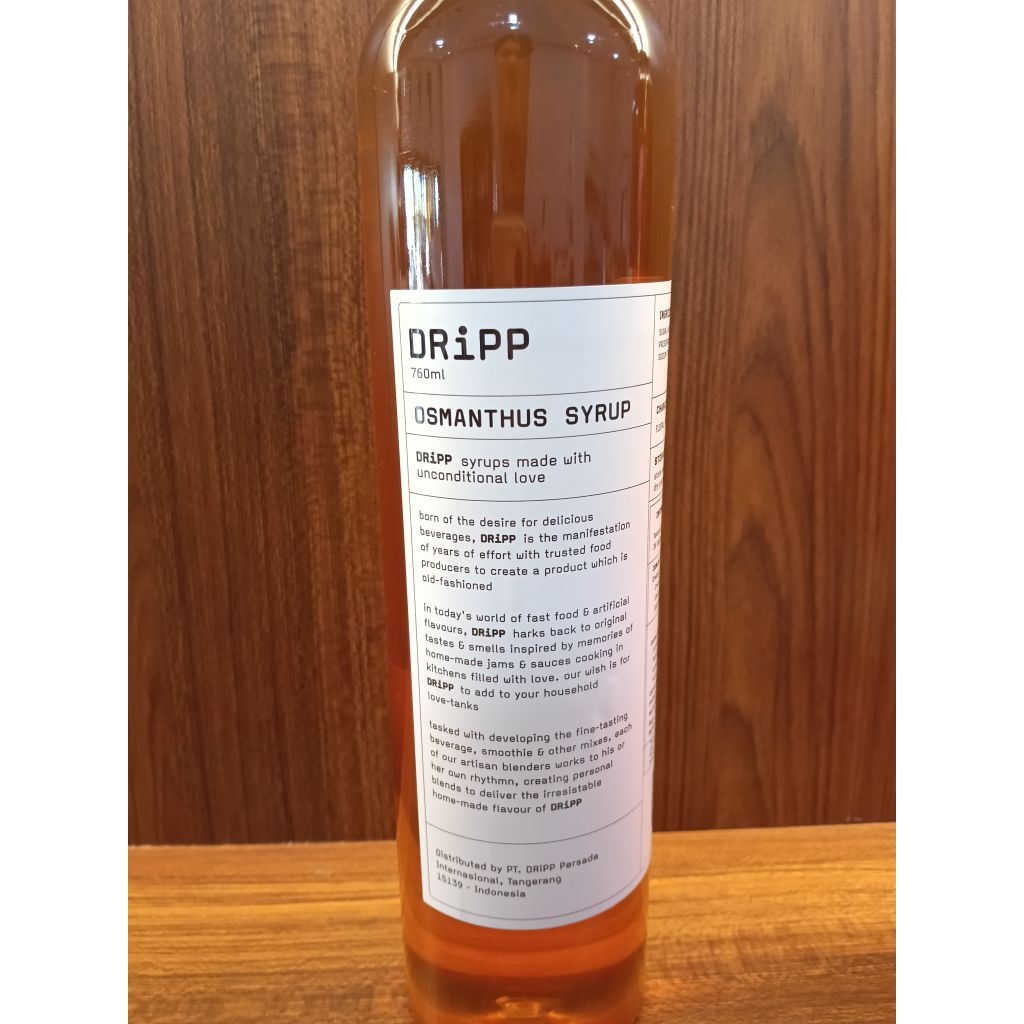 DRiPP
760ml
OSMANTHUS SYRUP
DRiPP syrups made with
unconditional love
born of the desire for delicious
beverages, DRiPP is the manifestation
of years of effort with trusted food
producers to create a product which is
old-fashioned
in today's world of fast food & artificial
flavours, DRiPP harks back to original
tastes & smells inspired by memories of
home-made jams & sauces cooking in
kitchens filled with love. our wish is for
DRiPP to add to your household
love-tanks
tasked with developing the fine-tasting
beverage, smoothie & other mixes, each
of our artisan blenders works to his or
her own rhythmn, creating personal
blends to deliver the irresistable
home-made flavour of DRiPP
Distributed by PT. DRIPP Persada
Internasional, Tangerang
15139 - Indonesia